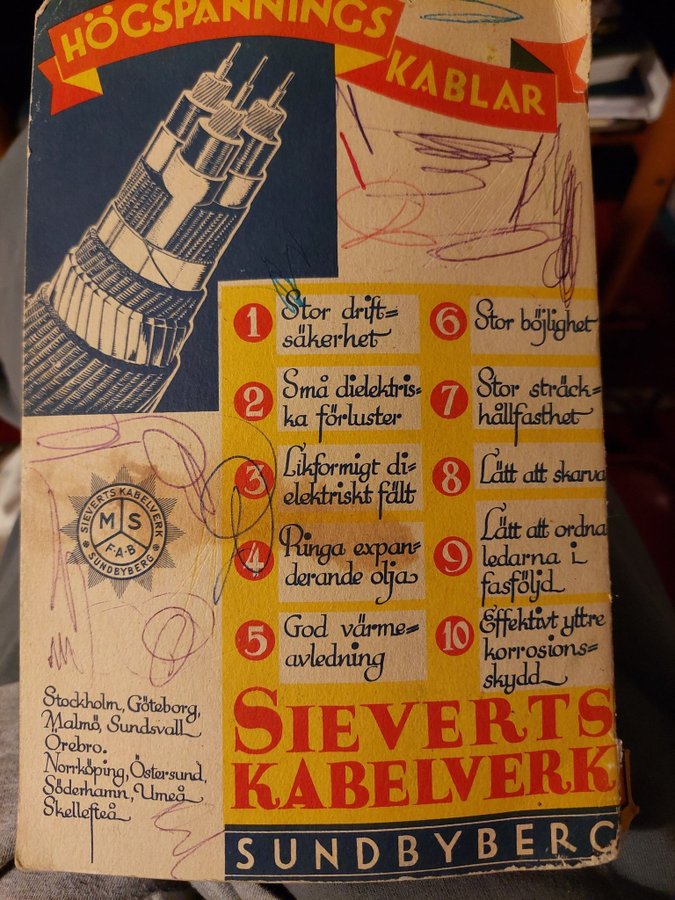 HÖGSPANNINGS
KABLAR
1 Stor drift=
säkerhet
2 Små dielektris=
ka förluster
3 Likformigt di=
elektriskt fält
4 Ringa expan=
derande olja
5 God värme=
avledning
6 Stor böjlighet
7 Stor sträck=
hållfasthet
8 Lätt att skarva
9 Lätt att ordna
ledarna i
fasföljd
10 Effektivt yttre
korrosions=
skydd
SIEVERTS KABELVERK
M S
F·A·B
SUNDBYBERG
Stockholm, Göteborg,
Malmö, Sundsvall
Örebro.
Norrköping, Östersund,
Söderhamn, Umeå
Skellefteå
SIEVERTS
KABELVERK
SUNDBYBERG